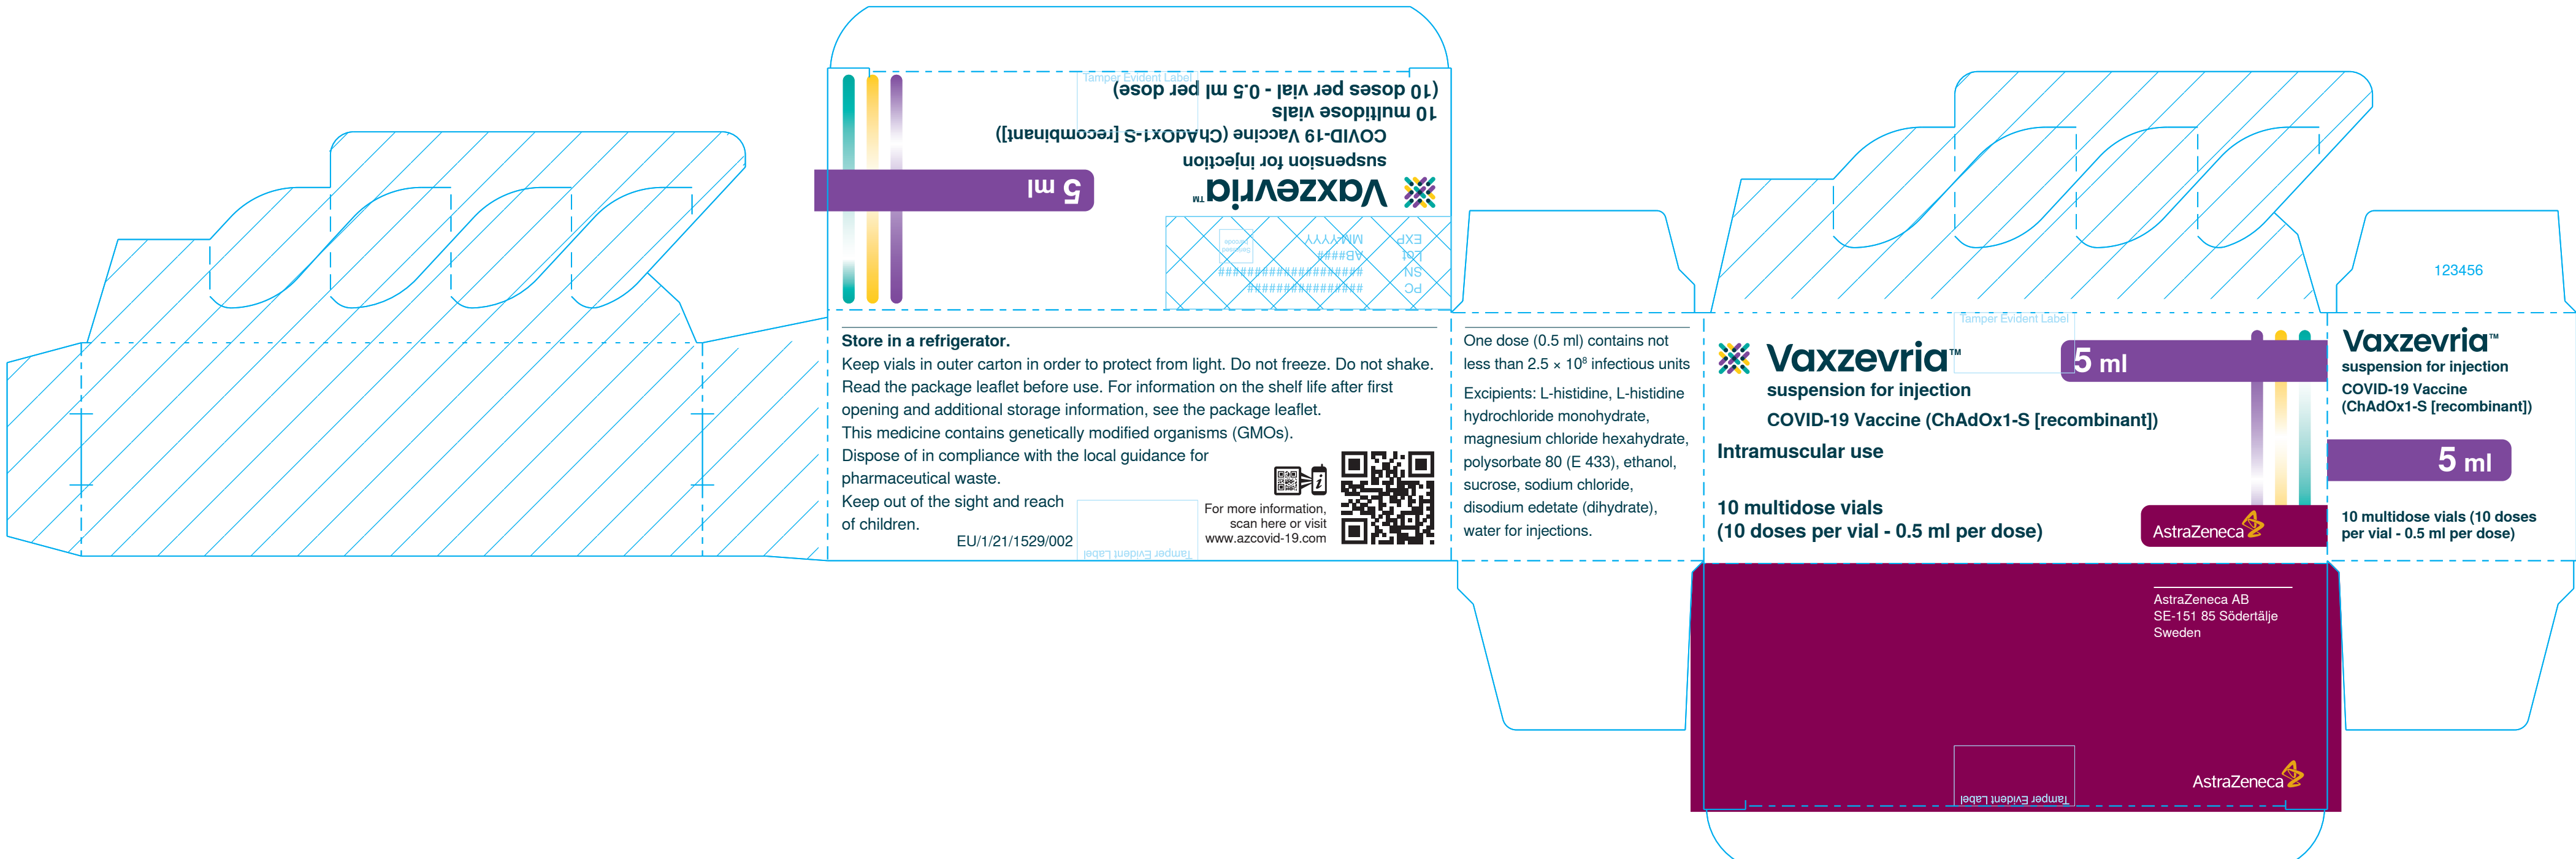 Tamper Evident Label
Vaxzevria™
suspension for injection
COVID-19 Vaccine (ChAdOx1-S [recombinant])
10 multidose vials
(10 doses per vial - 0.5 ml per dose)
5 ml
PC ################
SN ####################
Lot AB####
EXP MM-YYYY
Store in a refrigerator.
Keep vials in outer carton in order to protect from light. Do not freeze. Do not shake.
Read the package leaflet before use. For information on the shelf life after first
opening and additional storage information, see the package leaflet.
This medicine contains genetically modified organisms (GMOs).
Dispose of in compliance with the local guidance for
pharmaceutical waste.
Keep out of the sight and reach
of children.
EU/1/21/1529/002
Tamper Evident Label
For more information,
scan here or visit
www.azcovid-19.com
One dose (0.5 ml) contains not
less than 2.5 × 10⁸ infectious units
Excipients: L-histidine, L-histidine
hydrochloride monohydrate,
magnesium chloride hexahydrate,
polysorbate 80 (E 433), ethanol,
sucrose, sodium chloride,
disodium edetate (dihydrate),
water for injections.
Tamper Evident Label
Vaxzevria™
5 ml
suspension for injection
COVID-19 Vaccine (ChAdOx1-S [recombinant])
Intramuscular use
10 multidose vials
(10 doses per vial - 0.5 ml per dose)
AstraZeneca
123456
Vaxzevria™
suspension for injection
COVID-19 Vaccine
(ChAdOx1-S [recombinant])
5 ml
10 multidose vials (10 doses
per vial - 0.5 ml per dose)
AstraZeneca AB
SE-151 85 Södertälje
Sweden
AstraZeneca
Tamper Evident Label